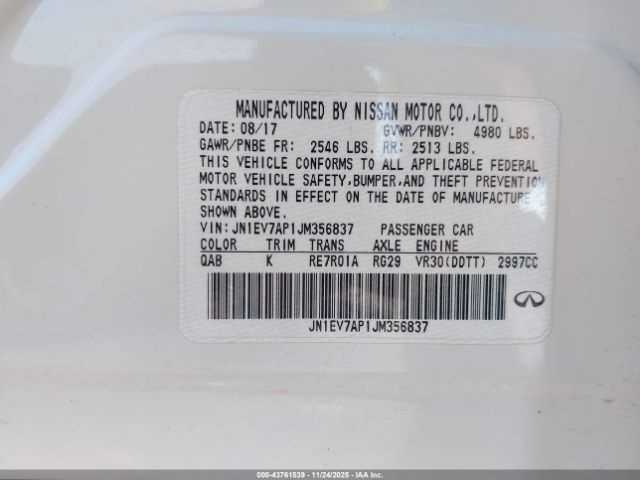 MANUFACTURED BY NISSAN MOTOR CO.,LTD.
DATE: 08/17 GVWR/PNBV: 4980 LBS.
GAWR/PNBE FR: 2546 LBS. RR: 2513 LBS.
THIS VEHICLE CONFORMS TO ALL APPLICABLE FEDERAL
MOTOR VEHICLE SAFETY,BUMPER,AND THEFT PREVENTION
STANDARDS IN EFFECT ON THE DATE OF MANUFACTURE
SHOWN ABOVE.
VIN: JN1EV7AP1JM356837 PASSENGER CAR
COLOR TRIM TRANS AXLE ENGINE
QAB K RE7R01A RG29 VR30(DDTT) 2997CC
JN1EV7AP1JM356837
000-43761539 - 11/24/2025 - IAAI.COM